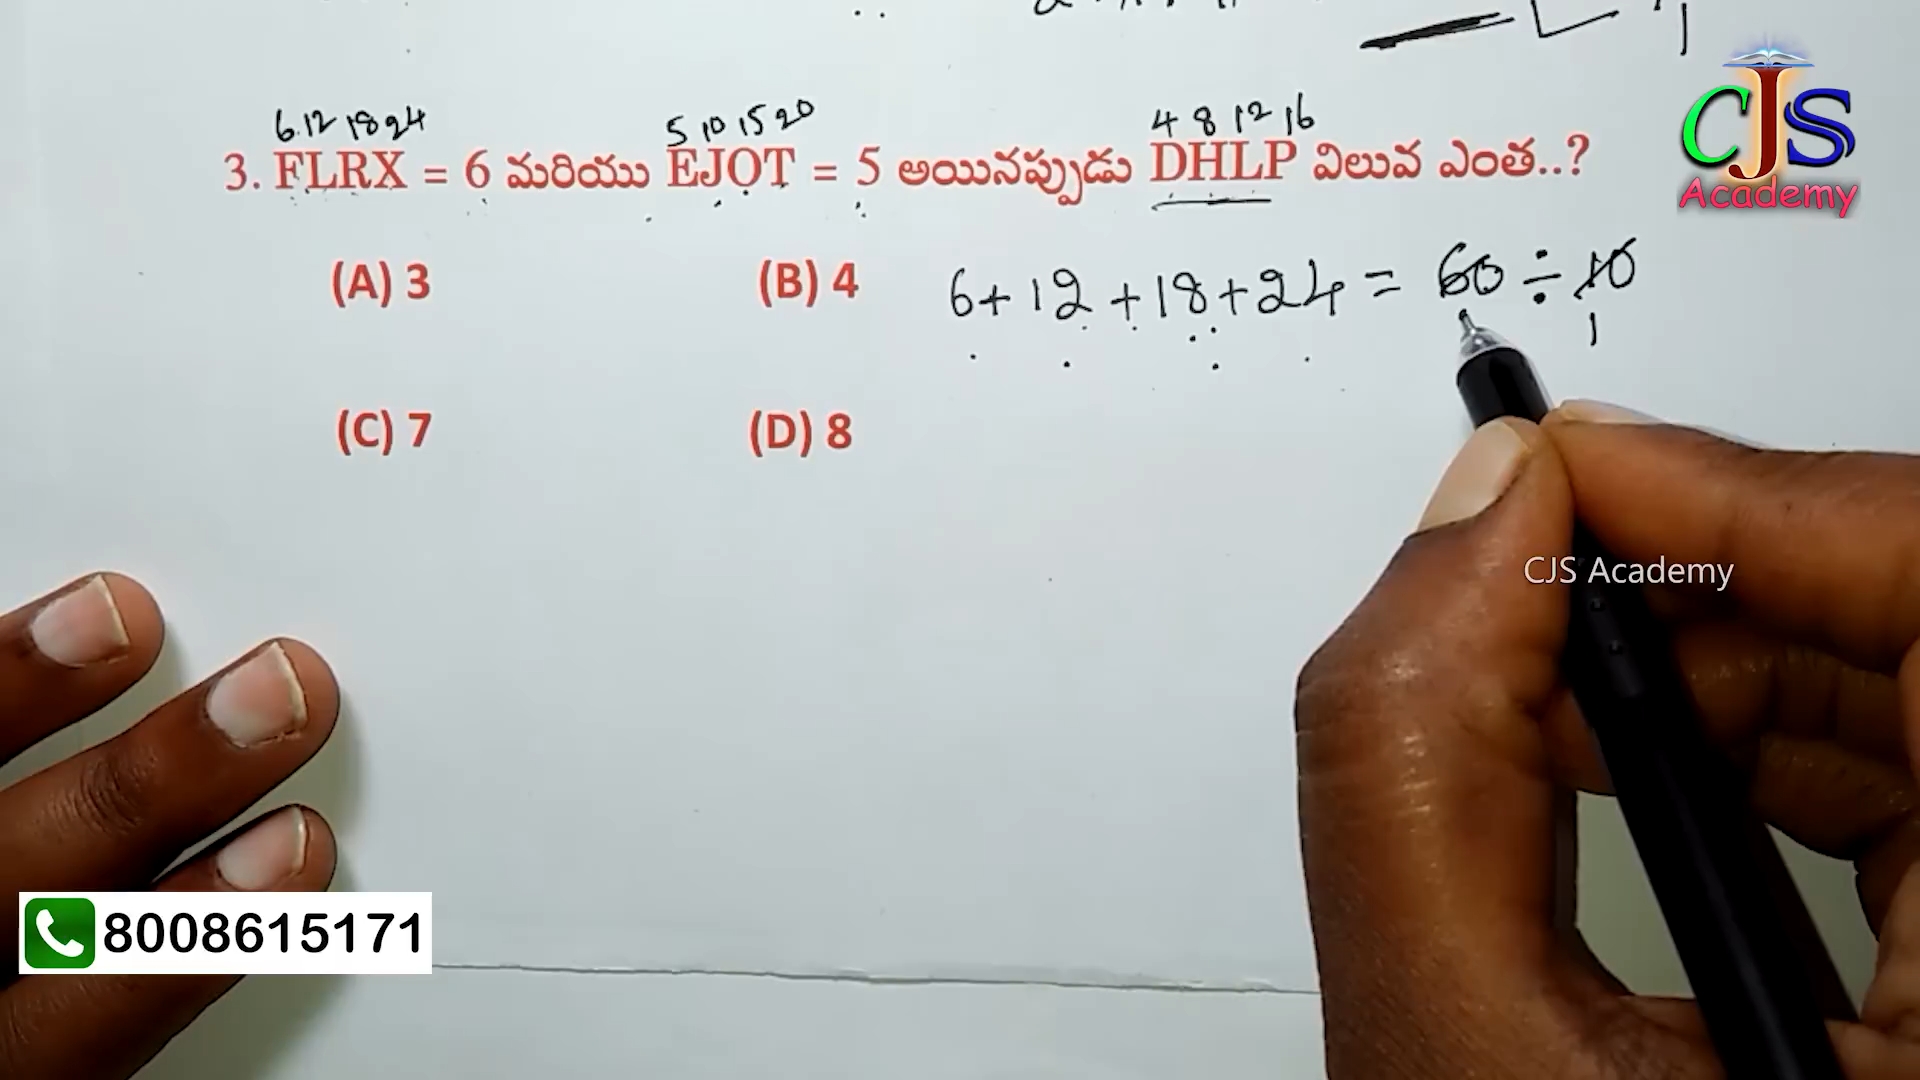 6 12 18 24 5 10 15 20 4 8 12 16
3. FLRX = 6 మరియు EJOT = 5 అయినప్పుడు DHLP విలువ ఎంత..?
CJS
Academy
(A) 3 (B) 4 6+12+18+24 = 60 ÷ 10
1
(C) 7 (D) 8
CJS Academy
8008615171